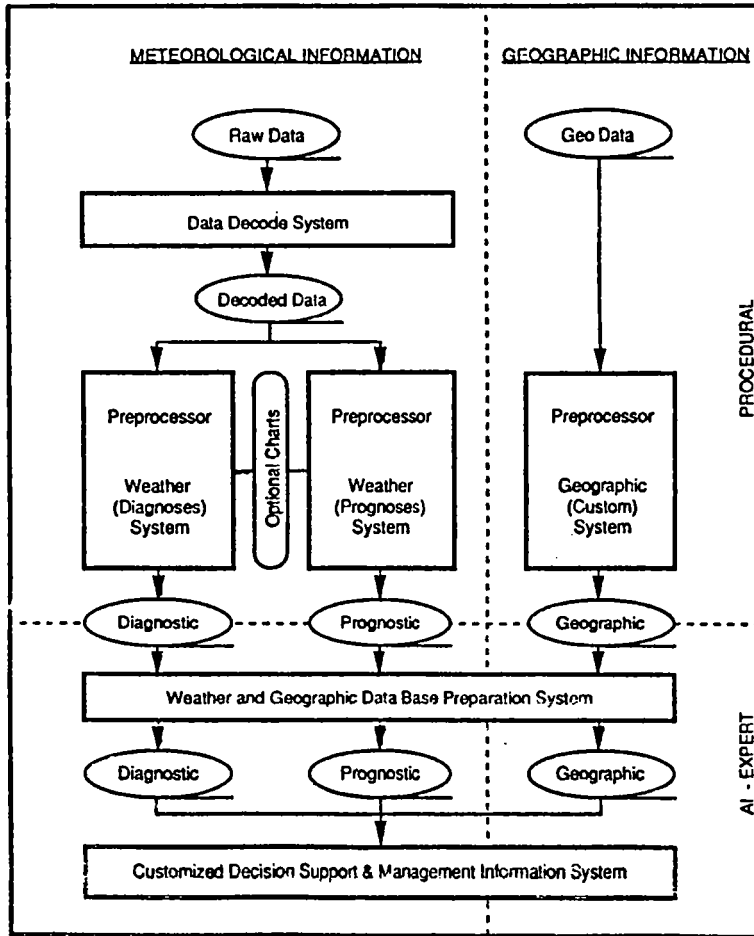 METEOROLOGICAL INFORMATION
GEOGRAPHIC INFORMATION
Raw Data
Geo Data
Data Decode System
Decoded Data
Preprocessor
Weather
(Diagnoses)
System
Optional Charts
Preprocessor
Weather
(Prognoses)
System
Preprocessor
Geographic
(Custom)
System
PROCEDURAL
Diagnostic
Prognostic
Geographic
Weather and Geographic Data Base Preparation System
Diagnostic
Prognostic
Geographic
AI - EXPERT
Customized Decision Support & Management Information System